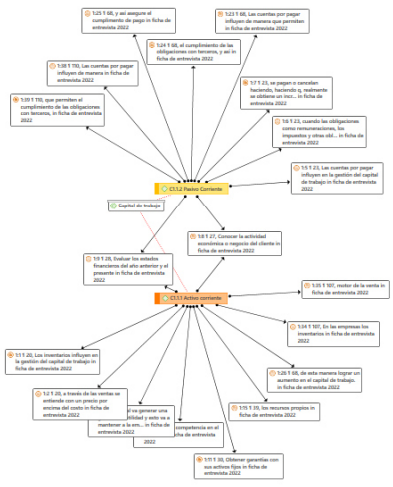 1:25 ¶ 68, y así asegure el
cumplimento de pago in ficha de
entrevista 2022
1:23 ¶ 68, Las cuentas por pagar
influyen de manera que permiten
in ficha de entrevista 2022
1:24 ¶ 68, el cumplimiento de las
obligaciones con terceros, y así in
ficha de entrevista 2022
1:38 ¶ 110, Las cuentas por pagar
influyen de manera in ficha de
entrevista 2022
1:7 ¶ 23, se pagan o cancelan
haciendo, haciendo q, realmente
se obtiene un incr... in ficha de
entrevista 2022
1:39 ¶ 110, que permiten el
cumplimiento de las obligaciones
con terceros, in ficha de entrevista
2022
1:6 ¶ 23, cuando las obligaciones
como remuneraciones, los
impuestos y otras obl... in ficha de
entrevista 2022
1:5 ¶ 23, Las cuentas por pagar
influyen en la gestión del capital
de trabajo in ficha de entrevista
2022
C1.1.2 Pasivo Corriente
Capital de trabajo
1:8 ¶ 27, Conocer la actividad
económica o negocio del cliente in
ficha de entrevista 2022
1:9 ¶ 28, Evaluar los estados
financieros del año anterior y el
presente in ficha de entrevista
2022
C1.1.1 Activo corriente
1:35 ¶ 107, motor de la venta in
ficha de entrevista 2022
1:34 ¶ 107, En las empresas los
inventarios in ficha de entrevista
2022
1:1 ¶ 20, Los inventarios influyen en
la gestión del capital de trabajo in
ficha de entrevista 2022
1:26 ¶ 68, de esta manera lograr un
aumento en el capital de trabajo.
in ficha de entrevista 2022
1:2 ¶ 20, a través de las ventas se
entiende con un precio por
encima del costo in ficha de
entrevista 2022
1:15 ¶ 39, los recursos propios in
ficha de entrevista 2022
va generar una
utilidad y esto va a
mantener a la em... in ficha de
entrevista 2022
competencia en el
ficha de entrevista
2022
1:11 ¶ 30, Obtener garantías con
sus activos fijos in ficha de
entrevista 2022